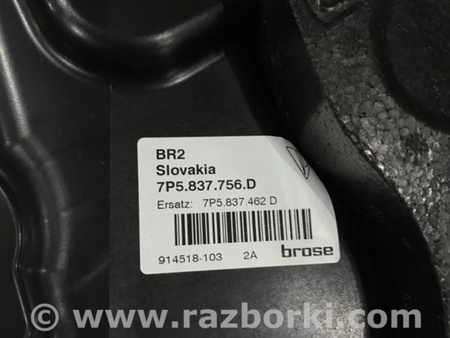 BR2
Slovakia
7P5.837.756.D
Ersatz: 7P5.837.462 D
914518-103 2A brose
© www.razborki.com